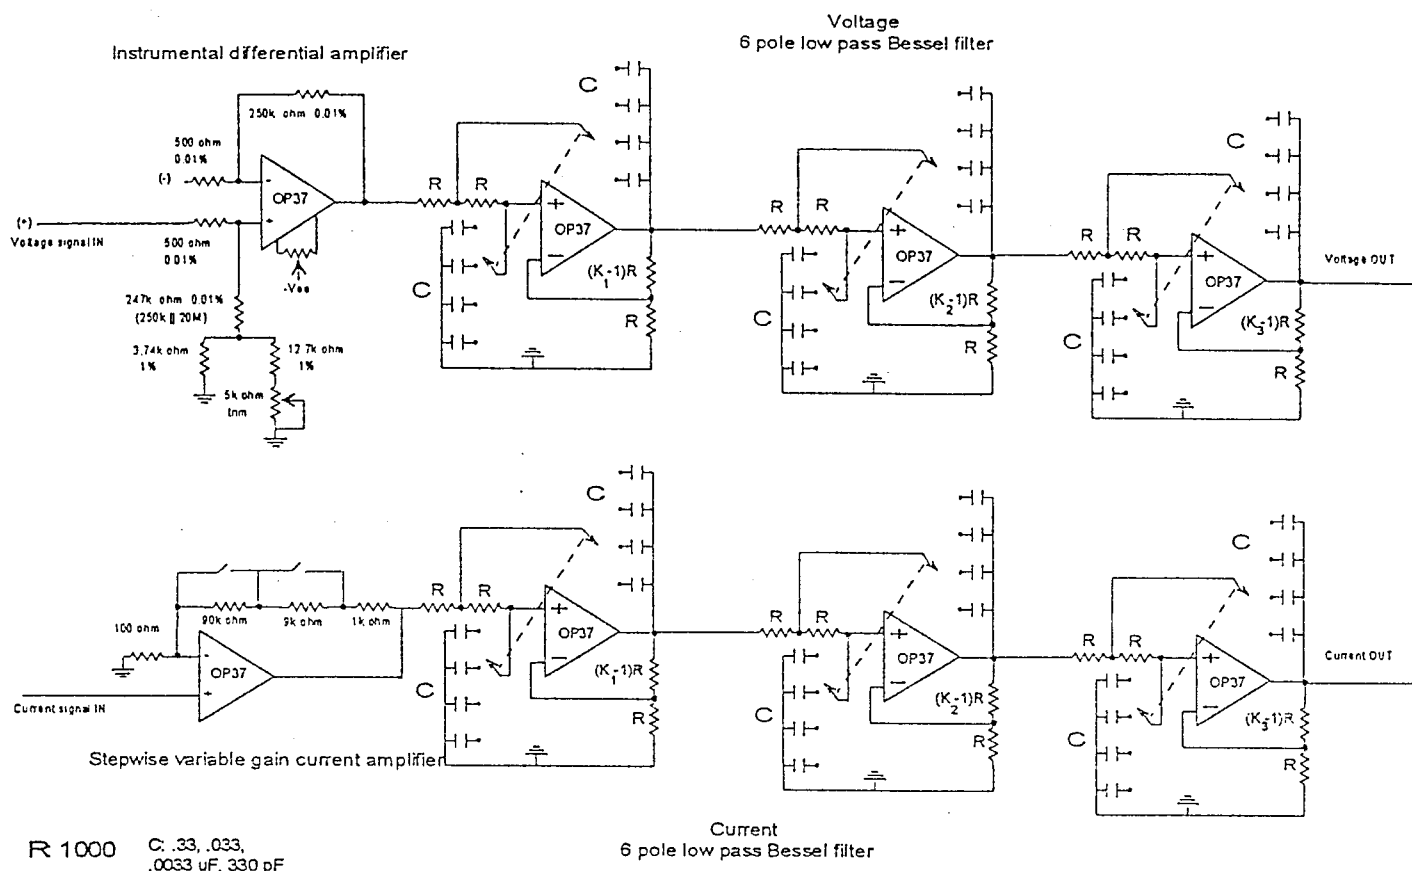 Voltage
6 pole low pass Bessel filter
Instrumental differential amplifier
250k ohm 0.01%
500 ohm
0.01%
(-)
OP37
(+)
Voltage signal IN
500 ohm
0.01%
-Vee
247k ohm 0.01%
(250k || 20M)
3.74k ohm
1%
12.7k ohm
1%
5k ohm
trim
R R
C
C
+
-
OP37
(K1-1)R
R
R R
C
C
+
-
OP37
(K2-1)R
R
R R
C
C
+
-
OP37
(K3-1)R
R
Voltage OUT
100 ohm
90k ohm
9k ohm
1k ohm
-
+
OP37
Current signal IN
Stepwise variable gain current amplifier
R R
C
C
+
-
OP37
(K1-1)R
R
R R
C
C
+
-
OP37
(K2-1)R
R
R R
C
C
+
-
OP37
(K3-1)R
R
Current OUT
Current
6 pole low pass Bessel filter
R 1000
C: .33, .033,
.0033 uF, 330 pF